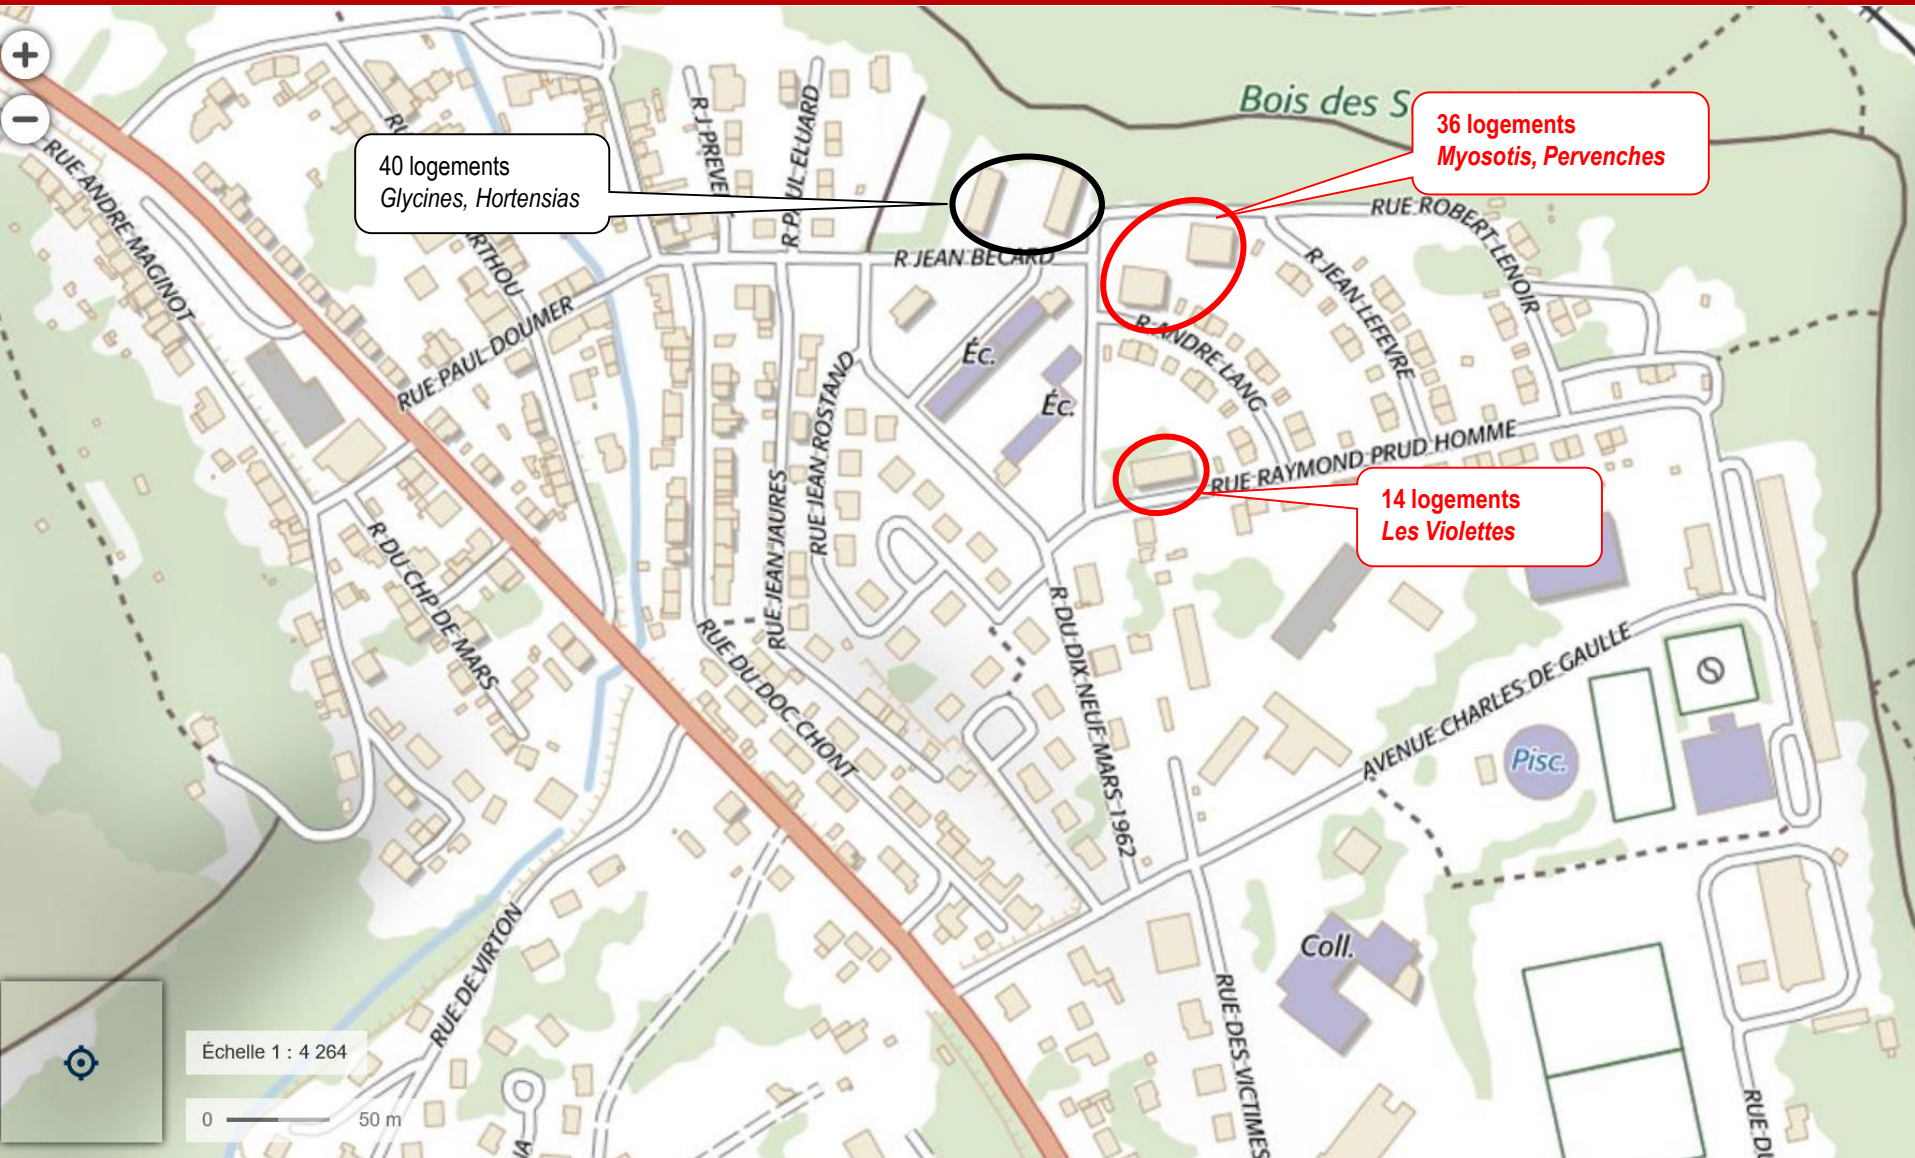 +
−
Bois des S
36 logements
Myosotis, Pervenches
40 logements
Glycines, Hortensias
R J PREVE
R PAUL ELUARD
RUE ANDRE MAGINOT
RTHOU
RUE PAUL DOUMER
R JEAN BECARD
RUE ROBERT LENOIR
R JEAN LEFEVRE
R ANDRE LANG
Éc.
Éc.
RUE JEAN ROSTAND
RUE JEAN JAURES
RUE RAYMOND PRUD HOMME
14 logements
Les Violettes
R DU CHP DE MARS
RUE DU DOC CHONT
R DU DIX NEUF MARS 1962
AVENUE CHARLES DE GAULLE
Pisc.
Coll.
RUE DE VIRTON
RUE DES VICTIMES
RUE DU
Échelle 1 : 4 264
0 50 m